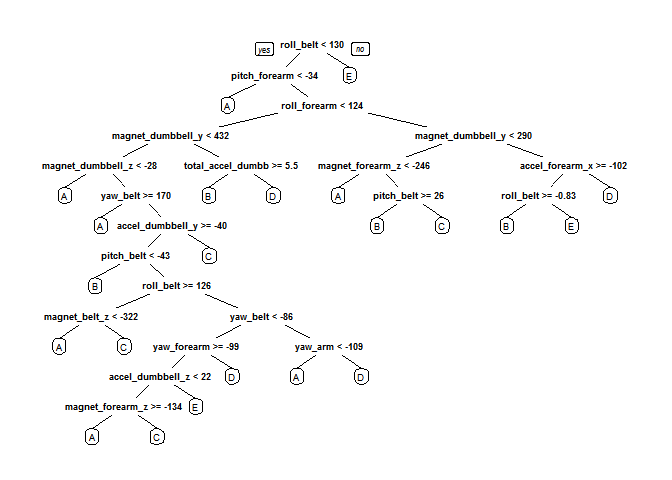 yes roll_belt < 130 no
pitch_forearm < -34 E
A roll_forearm < 124
magnet_dumbbell_y < 432 magnet_dumbbell_y < 290
magnet_dumbbell_z < -28 total_accel_dumbb >= 5.5 magnet_forearm_z < -246 accel_forearm_x >= -102
A yaw_belt >= 170 B D A pitch_belt >= 26 roll_belt >= -0.83 D
A accel_dumbbell_y >= -40 B C B E
pitch_belt < -43 C
B roll_belt >= 126
magnet_belt_z < -322 yaw_belt < -86
A C yaw_forearm >= -99 yaw_arm < -109
accel_dumbbell_z < 22 D A D
magnet_forearm_z >= -134 E
A C